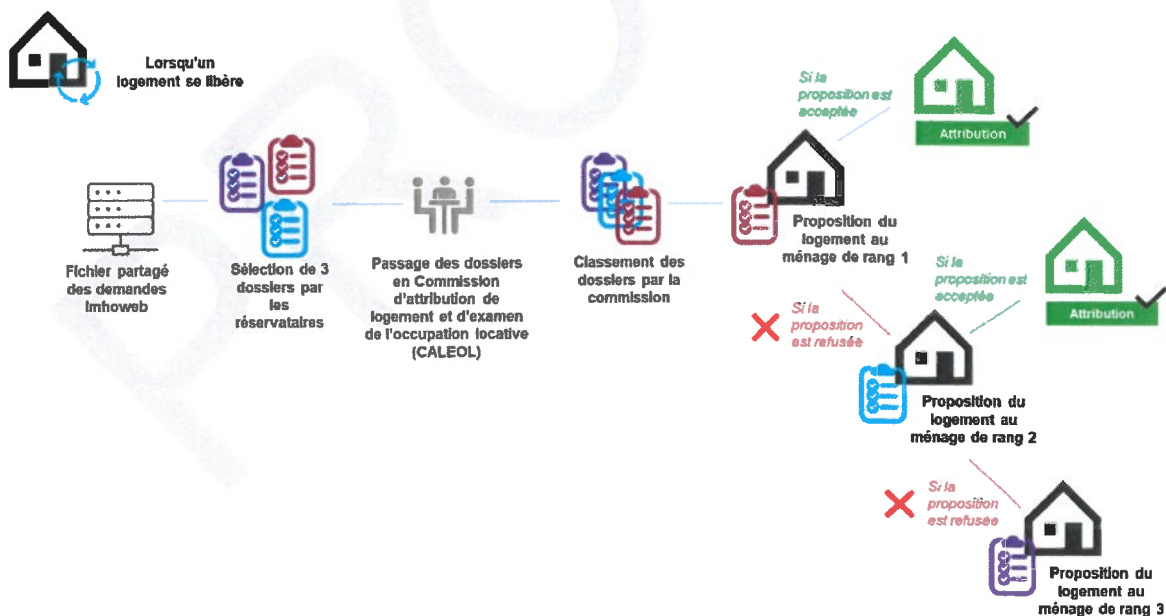 Lorsqu'un
logement se libère
Fichier partagé
des demandes
Imhoweb
Sélection de 3
dossiers par
les
réservataires
Passage des dossiers
en Commission
d'attribution de
logement et d'examen
de l'occupation locative
(CALEOL)
Classement des
dossiers par la
commission
Proposition du
logement au
ménage de rang 1
Si la
proposition est
acceptée
Attribution
Si la
proposition
est refusée
Proposition du
logement au
ménage de rang 2
Si la
proposition est
acceptée
Attribution
Si la
proposition
est refusée
Proposition du
logement au
ménage de rang 3